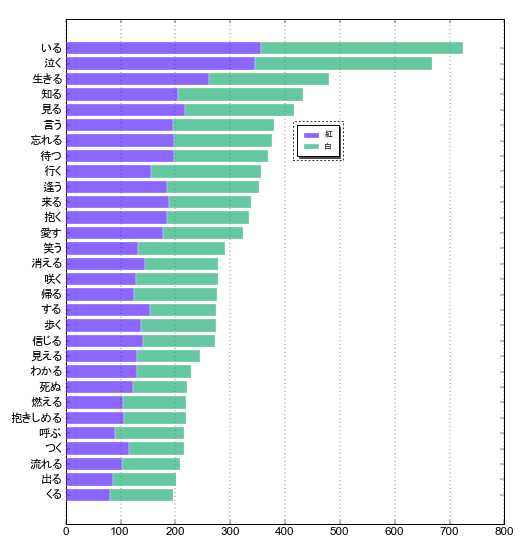 いる
泣く
生きる
知る
見る
言う
忘れる
待つ
行く
逢う
来る
抱く
愛す
笑う
消える
咲く
帰る
する
歩く
信じる
見える
わかる
死ぬ
燃える
抱きしめる
呼ぶ
つく
流れる
出る
くる
紅
白
0 100 200 300 400 500 600 700 800